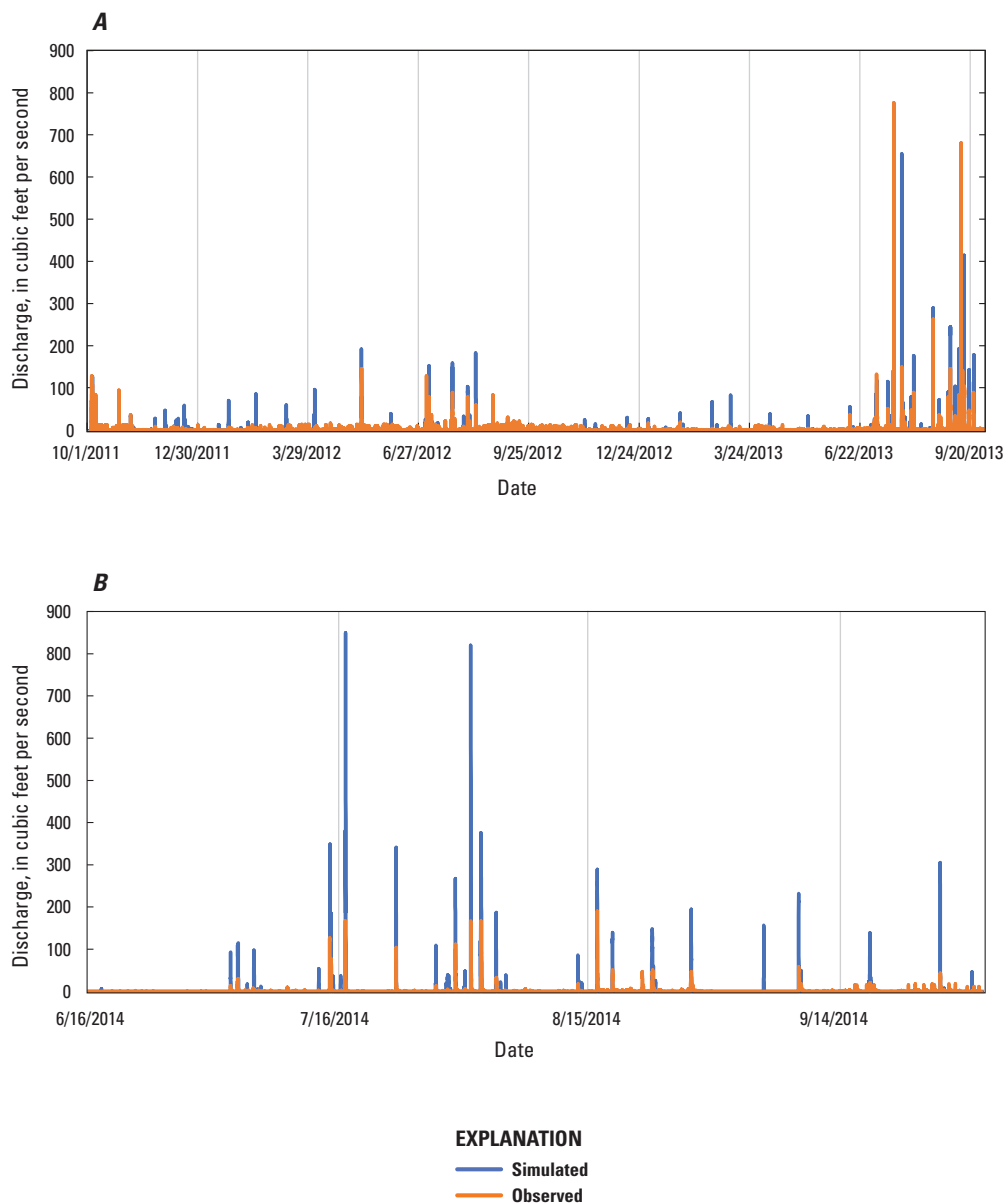 A
Discharge, in cubic feet per second
900
800
700
600
500
400
300
200
100
0
10/1/2011 12/30/2011 3/29/2012 6/27/2012 9/25/2012 12/24/2012 3/24/2013 6/22/2013 9/20/2013
Date
B
Discharge, in cubic feet per second
900
800
700
600
500
400
300
200
100
0
6/16/2014 7/16/2014 8/15/2014 9/14/2014
Date
EXPLANATION
Simulated
Observed